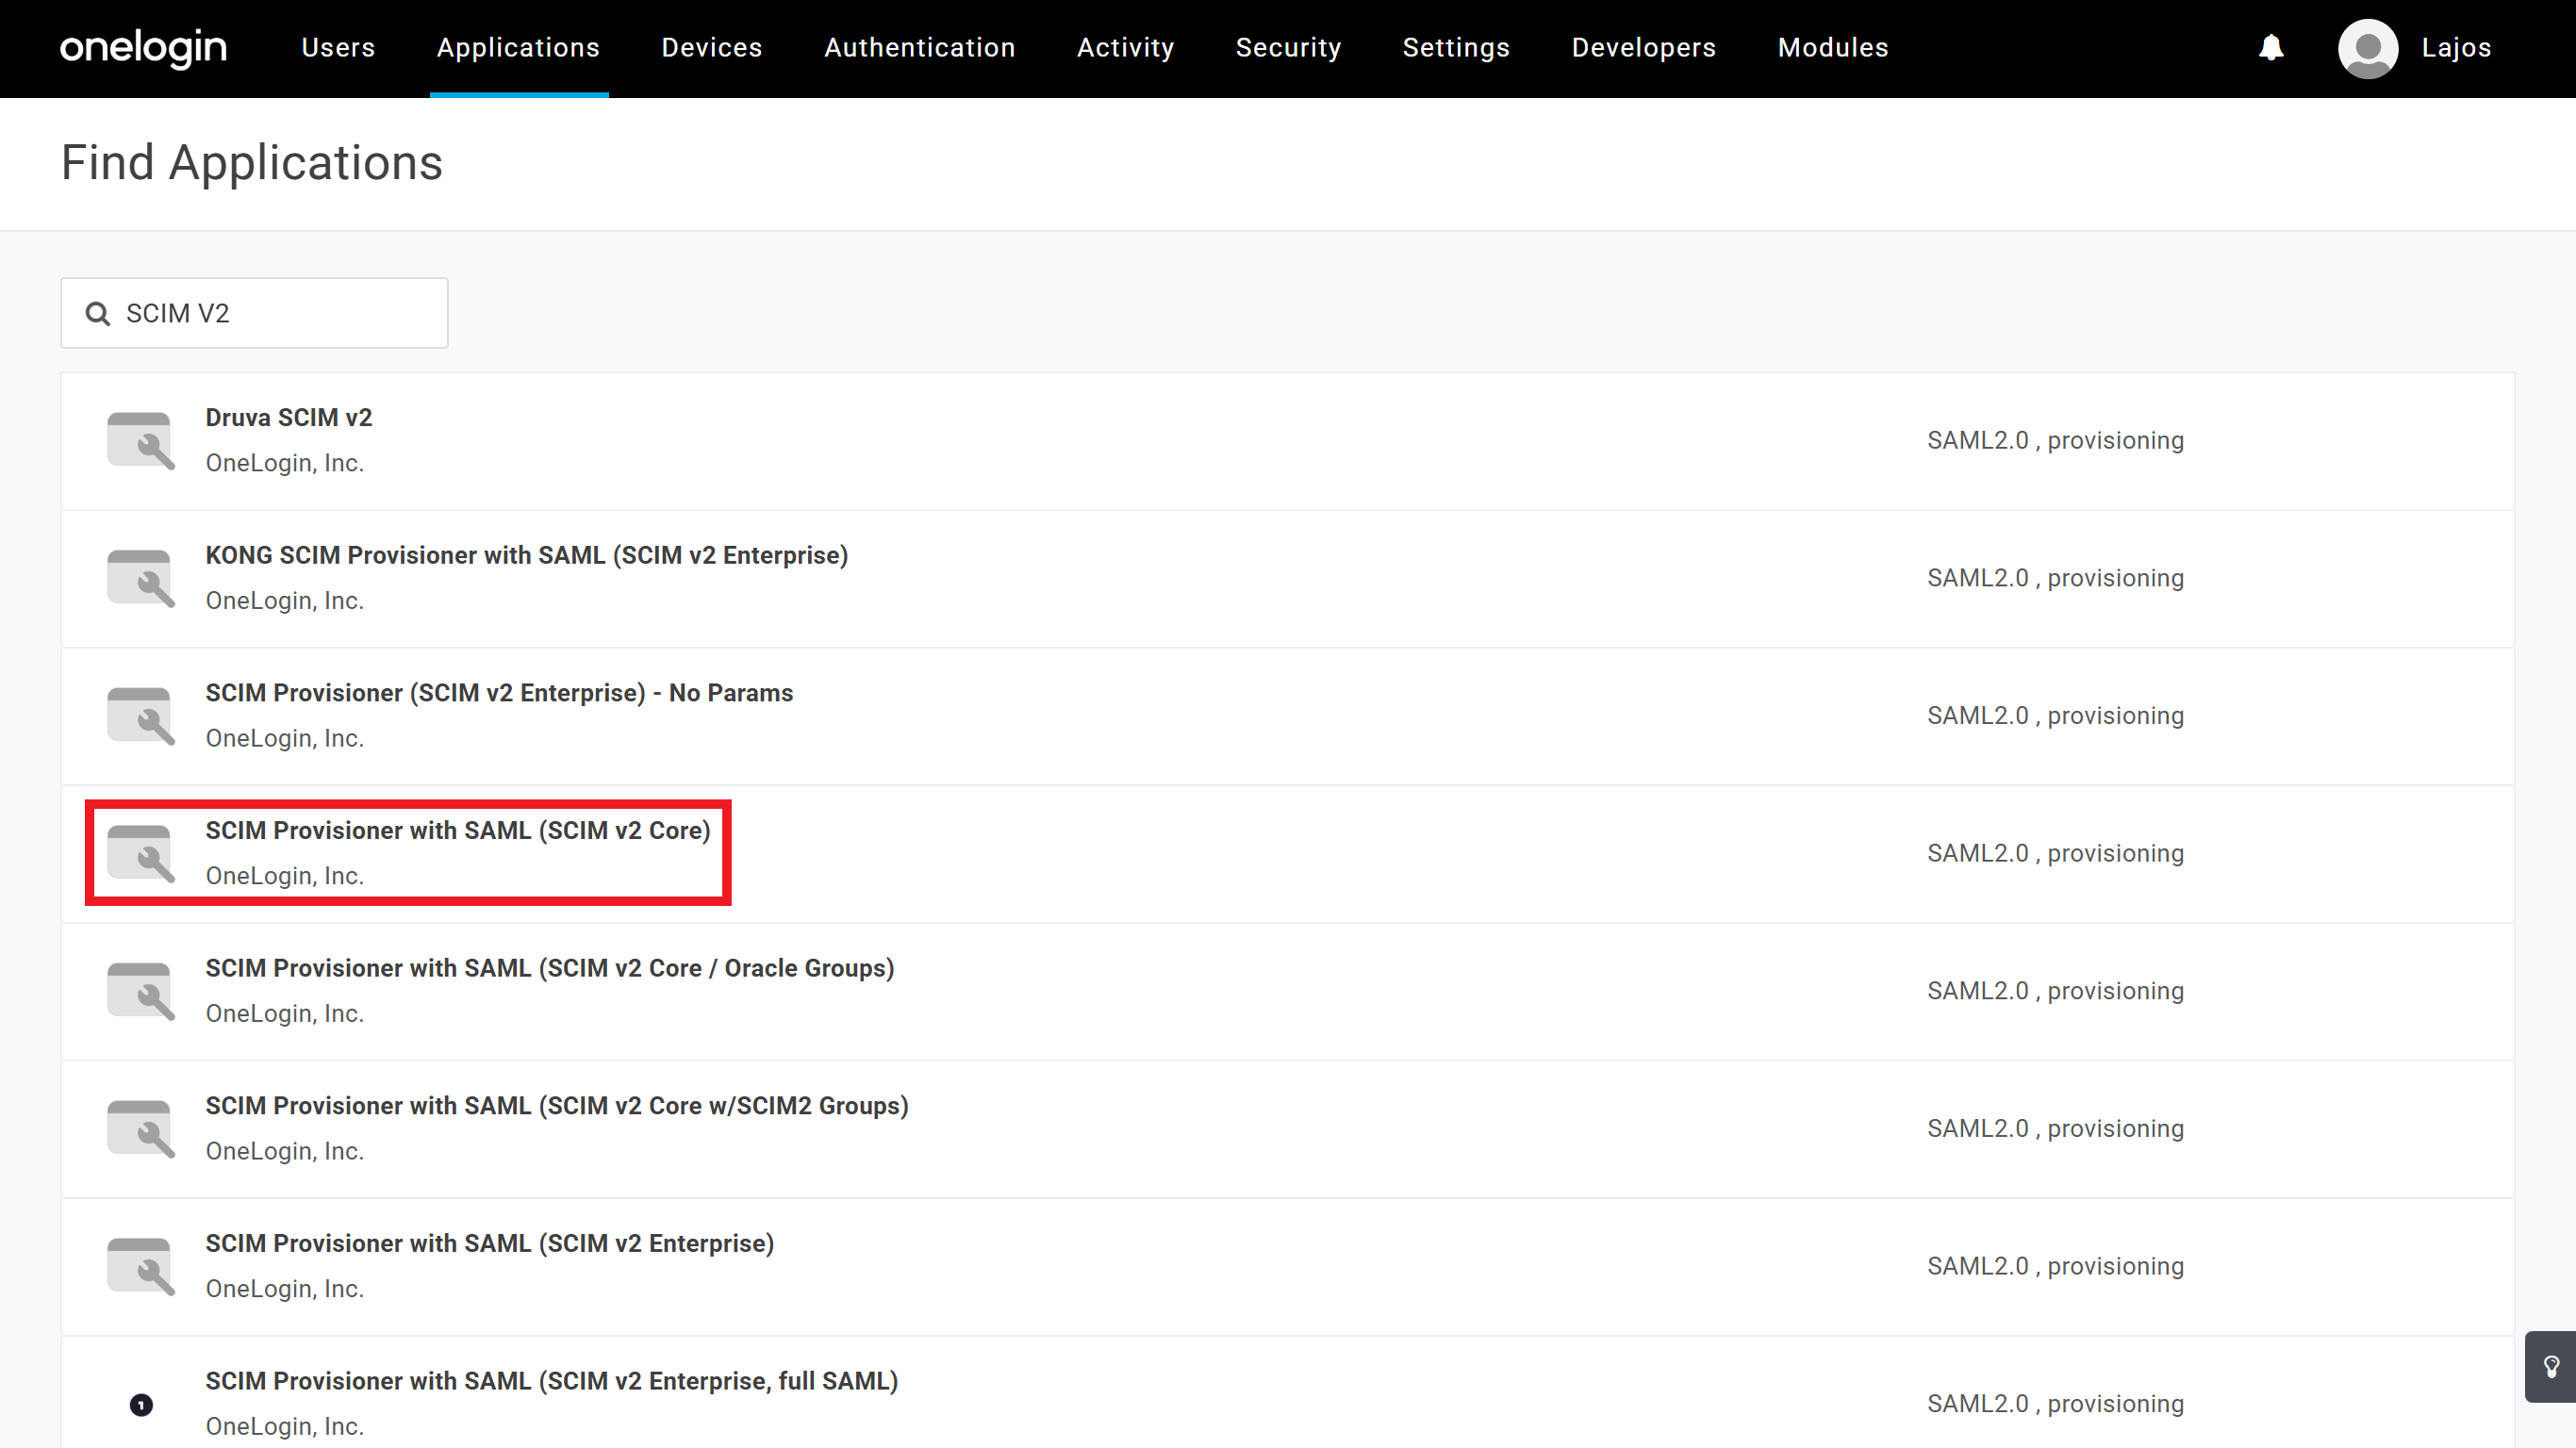 onelogin Users Applications Devices Authentication Activity Security Settings Developers Modules Lajos
Find Applications
SCIM V2
Druva SCIM v2
OneLogin, Inc.
SAML2.0 , provisioning
KONG SCIM Provisioner with SAML (SCIM v2 Enterprise)
OneLogin, Inc.
SAML2.0 , provisioning
SCIM Provisioner (SCIM v2 Enterprise) - No Params
OneLogin, Inc.
SAML2.0 , provisioning
SCIM Provisioner with SAML (SCIM v2 Core)
OneLogin, Inc.
SAML2.0 , provisioning
SCIM Provisioner with SAML (SCIM v2 Core / Oracle Groups)
OneLogin, Inc.
SAML2.0 , provisioning
SCIM Provisioner with SAML (SCIM v2 Core w/SCIM2 Groups)
OneLogin, Inc.
SAML2.0 , provisioning
SCIM Provisioner with SAML (SCIM v2 Enterprise)
OneLogin, Inc.
SAML2.0 , provisioning
SCIM Provisioner with SAML (SCIM v2 Enterprise, full SAML)
OneLogin, Inc.
SAML2.0 , provisioning